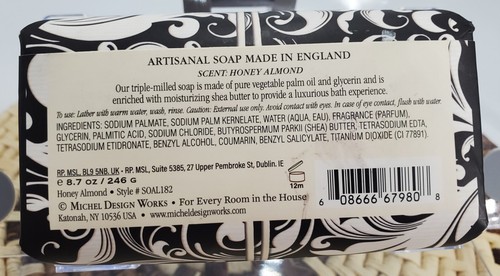 ARTISANAL SOAP MADE IN ENGLAND
SCENT: HONEY ALMOND
Our triple-milled soap is made of pure vegetable palm oil and glycerin and is
enriched with moisturizing shea butter to provide a luxurious bath experience.
To use: Lather with warm water, wash, rinse. Caution: External use only. Avoid contact with eyes. In case of eye contact, flush with water.
INGREDIENTS: SODIUM PALMATE, SODIUM PALM KERNELATE, WATER (AQUA, EAU), FRAGRANCE (PARFUM),
GLYCERIN, PALMITIC ACID, SODIUM CHLORIDE, BUTYROSPERMUM PARKII (SHEA) BUTTER, TETRASODIUM EDTA,
TETRASODIUM ETIDRONATE, BENZYL ALCOHOL, COUMARIN, BENZYL SALICYLATE, TITANIUM DIOXIDE (CI 77891).
RP, MSL, BL9 5NB, UK - RP, MSL, Suite 5385, 27 Upper Pembroke St, Dublin. IE
e 8.7 oz / 246 G
Honey Almond • Style # SOAL182
© MICHEL DESIGN WORKS • For Every Room in the House
Katonah, NY 10536 USA • www.micheldesignworks.com
12m
6 08666 67980 8